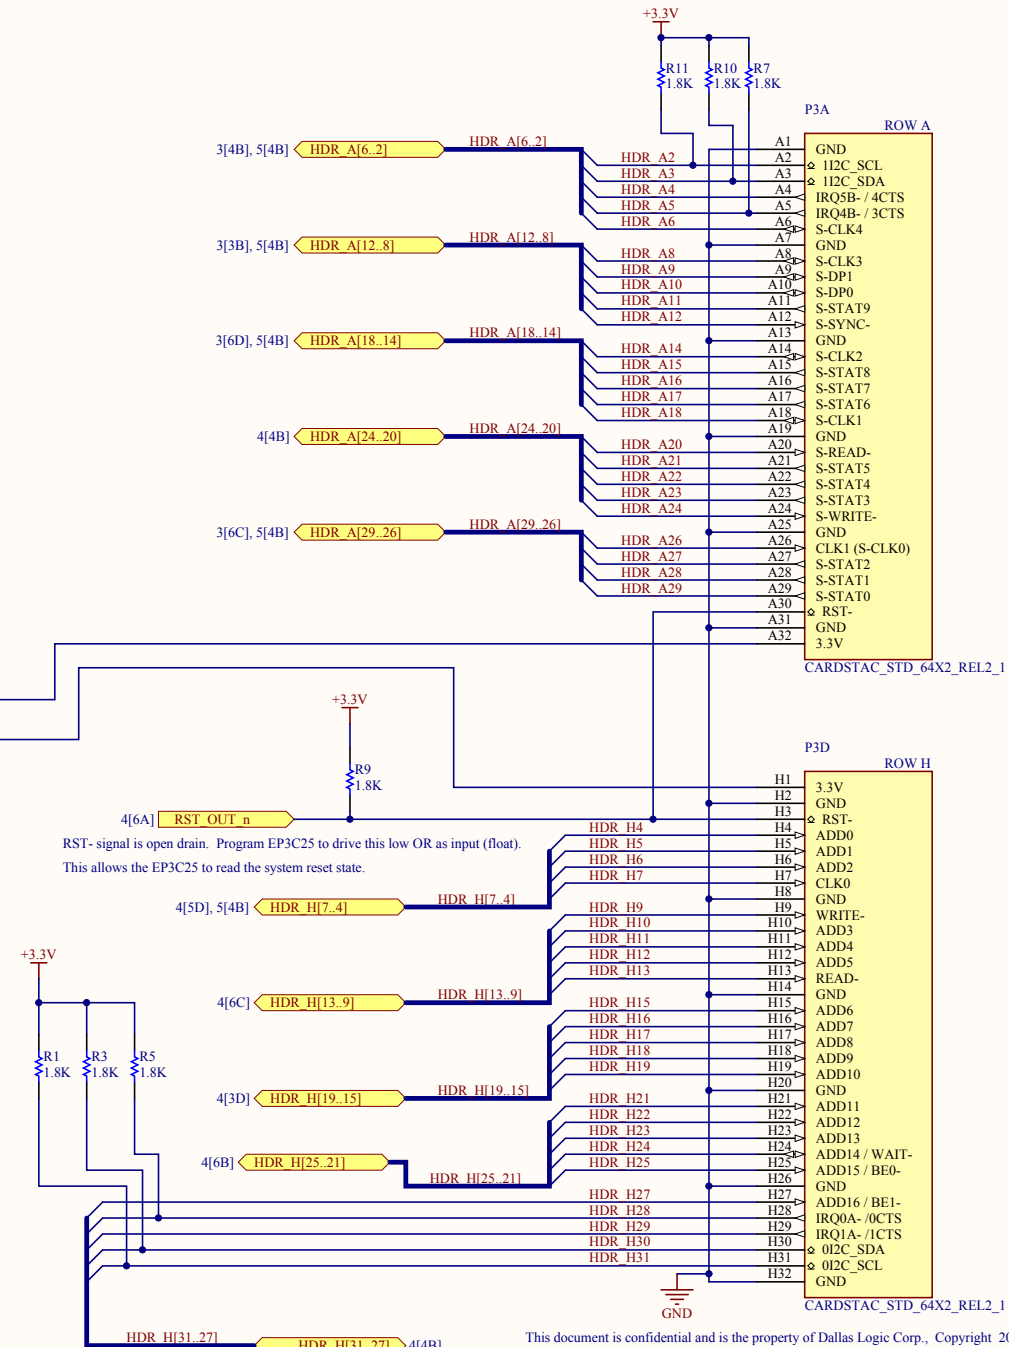 +3.3V
R11
1.8K
R10
1.8K
R7
1.8K
P3A
ROW A
3[4B], 5[4B] HDR_A[6..2] HDR_A[6..2]
3[3B], 5[4B] HDR_A[12..8] HDR_A[12..8]
3[6D], 5[4B] HDR_A[18..14] HDR_A[18..14]
4[4B] HDR_A[24..20] HDR_A[24..20]
3[6C], 5[4B] HDR_A[29..26] HDR_A[29..26]
A1 GND
HDR_A2 A2 1I2C_SCL
HDR_A3 A3 1I2C_SDA
HDR_A4 A4 IRQ5B- / 4CTS
HDR_A5 A5 IRQ4B- / 3CTS
HDR_A6 A6 S-CLK4
A7 GND
HDR_A8 A8 S-CLK3
HDR_A9 A9 S-DP1
HDR_A10 A10 S-DP0
HDR_A11 A11 S-STAT9
HDR_A12 A12 S-SYNC-
A13 GND
HDR_A14 A14 S-CLK2
HDR_A15 A15 S-STAT8
HDR_A16 A16 S-STAT7
HDR_A17 A17 S-STAT6
HDR_A18 A18 S-CLK1
A19 GND
HDR_A20 A20 S-READ-
HDR_A21 A21 S-STAT5
HDR_A22 A22 S-STAT4
HDR_A23 A23 S-STAT3
HDR_A24 A24 S-WRITE-
A25 GND
HDR_A26 A26 CLK1 (S-CLK0)
HDR_A27 A27 S-STAT2
HDR_A28 A28 S-STAT1
HDR_A29 A29 S-STAT0
A30 RST-
A31 GND
A32 3.3V
CARDSTAC_STD_64X2_REL2_1
+3.3V
R9
1.8K
4[6A] RST_OUT_n
RST- signal is open drain. Program EP3C25 to drive this low OR as input (float).
This allows the EP3C25 to read the system reset state.
P3D
ROW H
4[5D], 5[4B] HDR_H[7..4] HDR_H[7..4]
4[6C] HDR_H[13..9] HDR_H[13..9]
4[3D] HDR_H[19..15] HDR_H[19..15]
4[6B] HDR_H[25..21] HDR_H[25..21]
H1 3.3V
H2 GND
H3 RST-
HDR_H4 H4 ADD0
HDR_H5 H5 ADD1
HDR_H6 H6 ADD2
HDR_H7 H7 CLK0
H8 GND
HDR_H9 H9 WRITE-
HDR_H10 H10 ADD3
HDR_H11 H11 ADD4
HDR_H12 H12 ADD5
HDR_H13 H13 READ-
H14 GND
HDR_H15 H15 ADD6
HDR_H16 H16 ADD7
HDR_H17 H17 ADD8
HDR_H18 H18 ADD9
HDR_H19 H19 ADD10
H20 GND
HDR_H21 H21 ADD11
HDR_H22 H22 ADD12
HDR_H23 H23 ADD13
HDR_H24 H24 ADD14 / WAIT-
HDR_H25 H25 ADD15 / BE0-
H26 GND
HDR_H27 H27 ADD16 / BE1-
HDR_H28 H28 IRQ0A- /0CTS
HDR_H29 H29 IRQ1A- /1CTS
HDR_H30 H30 0I2C_SDA
HDR_H31 H31 0I2C_SCL
H32 GND
CARDSTAC_STD_64X2_REL2_1
+3.3V
R1
1.8K
R3
1.8K
R5
1.8K
GND
HDR_H[31..27] HDR_H[31..27] 4[4B]
This document is confidential and is the property of Dallas Logic Corp., Copyright